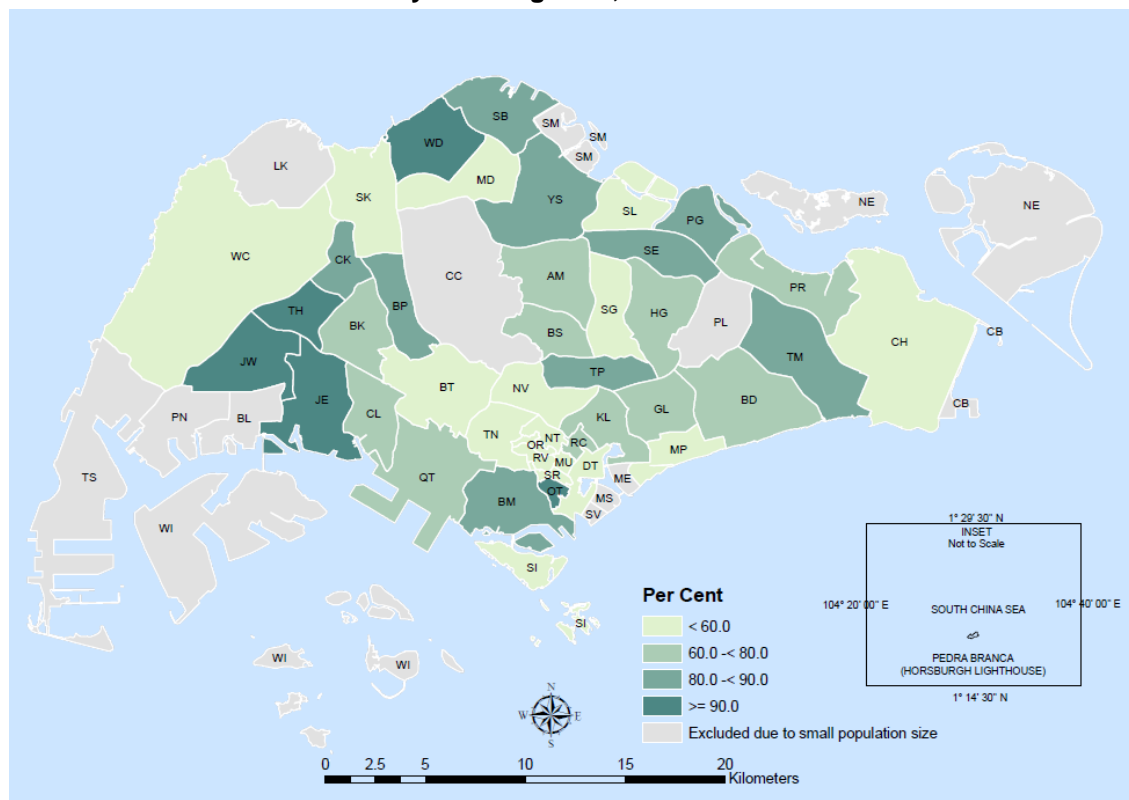 SB
SM
WD
SM
SM
LK
MD
SK
YS
NE
NE
SL
PG
SE
WC
CK
CC
AM
PR
TH
BP
SG
HG
PL
BK
BS
CB
JW
TM
CH
TP
BT
NV
JE
BD
CB
CL
KL
GL
PN
BL
TN
NT
OR
RC
RV
MU
MP
DT
SR
TS
QT
ME
OT
BM
MS
SV
WI
SI
SI
WI
WI
1° 29' 30" N
INSET
Not to Scale
104° 20' 00" E
SOUTH CHINA SEA
104° 40' 00" E
PEDRA BRANCA
(HORSBURGH LIGHTHOUSE)
1° 14' 30" N
Per Cent
< 60.0
60.0 -< 80.0
80.0 -< 90.0
>= 90.0
Excluded due to small population size
N
W E
S
0 2.5 5 10 15 20
Kilometers